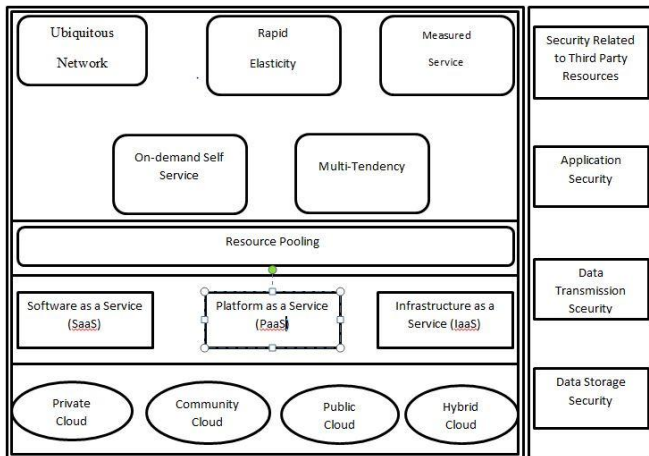 Ubiquitous
Network
Rapid
Elasticity
Measured
Service
On-demand Self
Service
Multi-Tendency
Resource Pooling
Software as a Service
(SaaS)
Platform as a Service
(PaaS)
Infrastructure as a
Service (IaaS)
Private
Cloud
Community
Cloud
Public
Cloud
Hybrid
Cloud
Security Related
to Third Party
Resources
Application
Security
Data
Transmission
Scecurity
Data Storage
Security